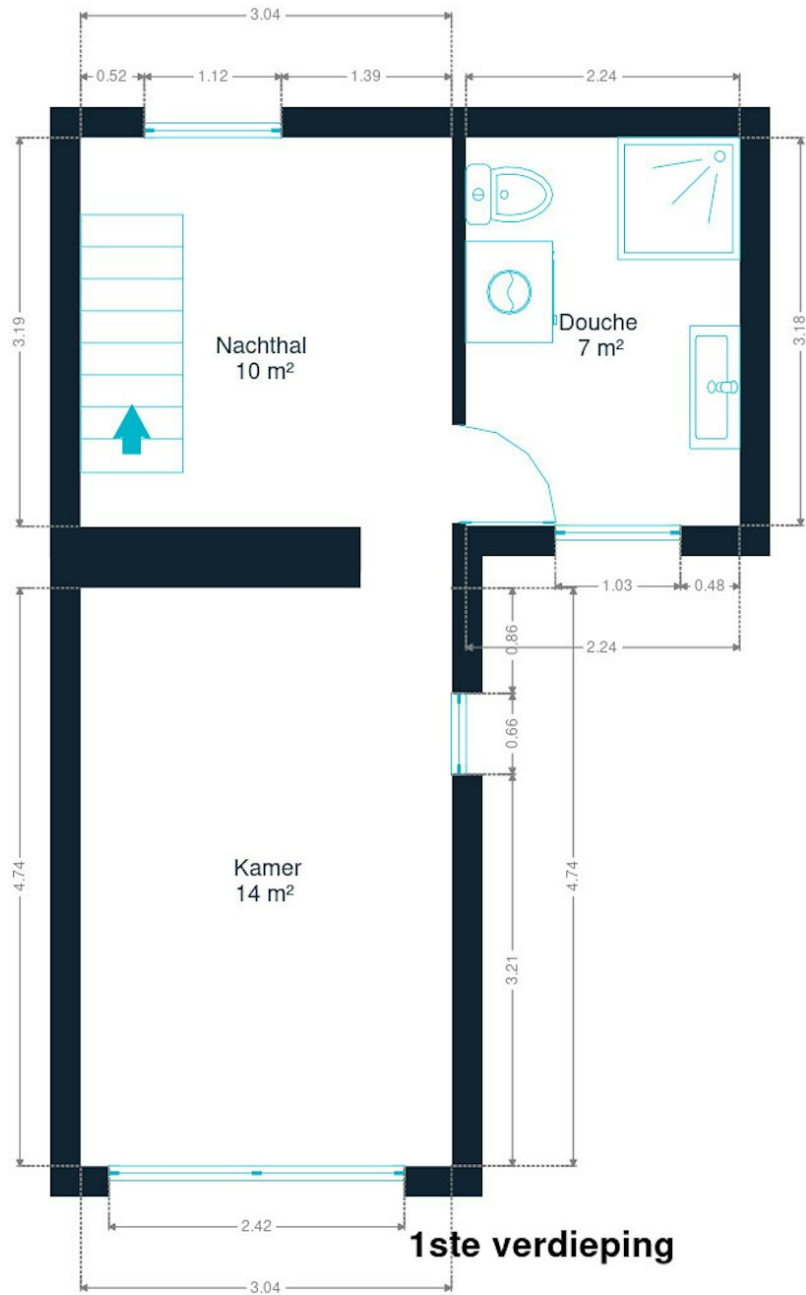 3.04
0.52
1.12
1.39
2.24
3.19
3.18
Nachthal
10 m²
Douche
7 m²
1.03
0.48
2.24
0.86
0.66
4.74
4.74
3.21
Kamer
14 m²
2.42
1ste verdieping
3.04